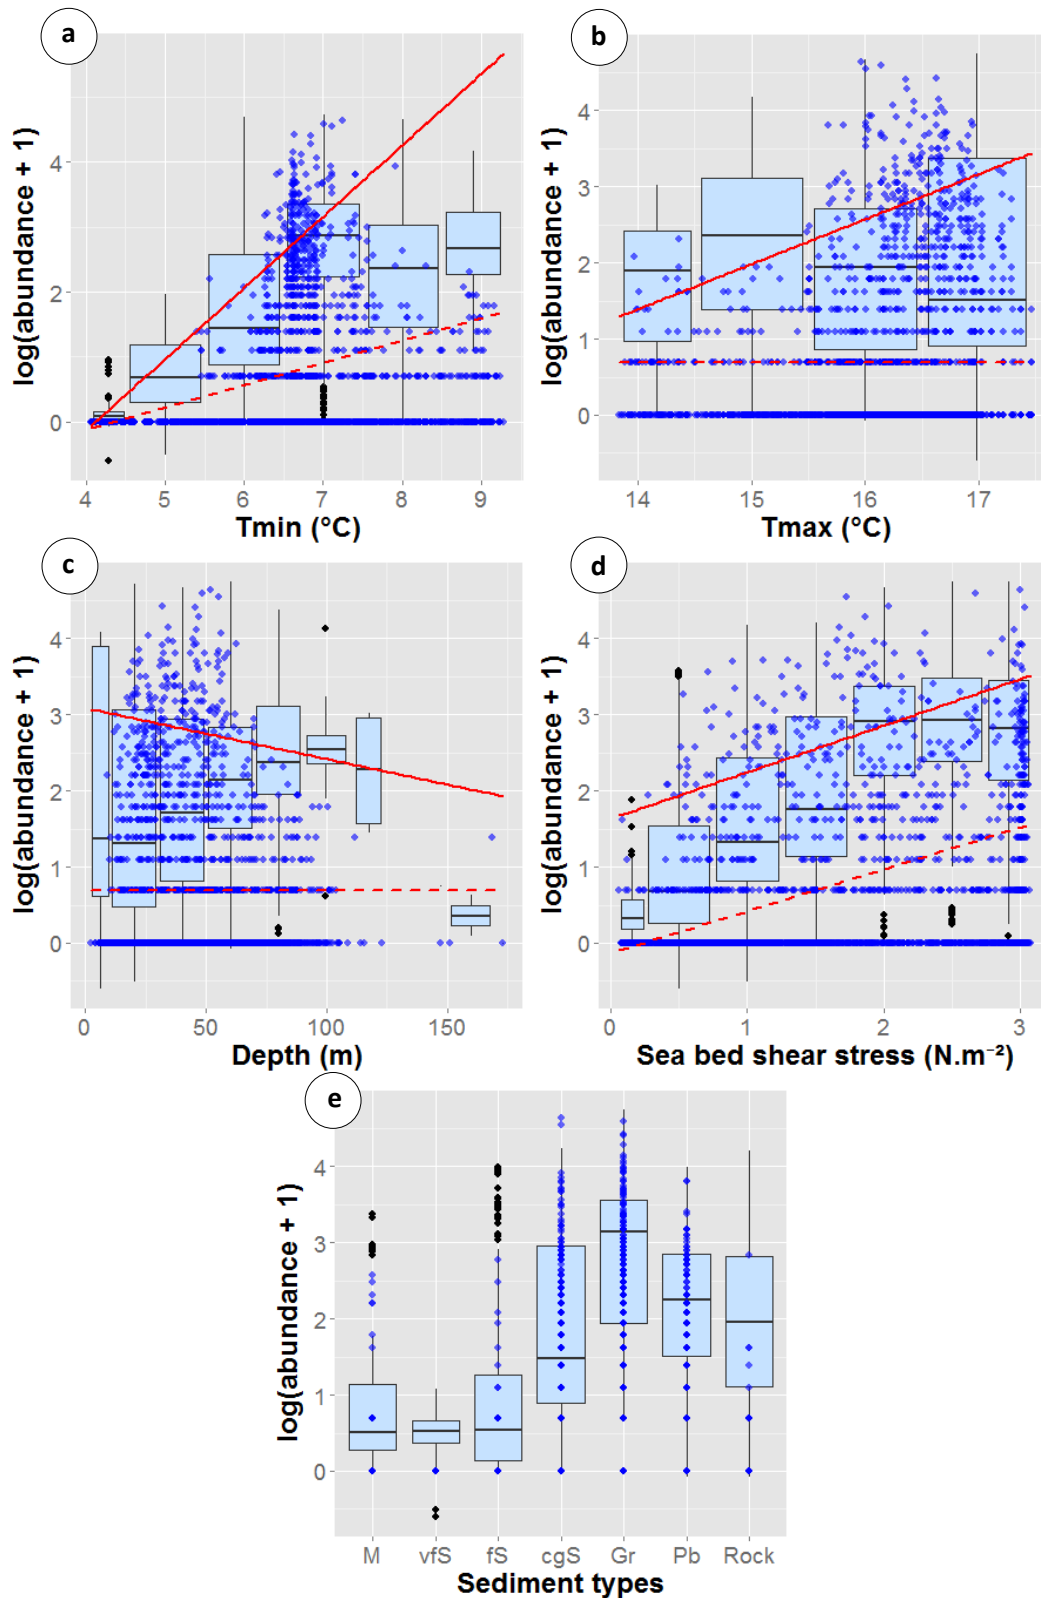 a
b
log(abundance + 1)
4
2
0
4 5 6 7 8 9
Tmin (°C)
log(abundance + 1)
4
3
2
1
0
14 15 16 17
Tmax (°C)
c
d
log(abundance + 1)
4
3
2
1
0
0 50 100 150
Depth (m)
log(abundance + 1)
4
3
2
1
0
0 1 2 3
Sea bed shear stress (N.m⁻²)
e
log(abundance + 1)
4
3
2
1
0
M vfS fS cgS Gr Pb Rock
Sediment types